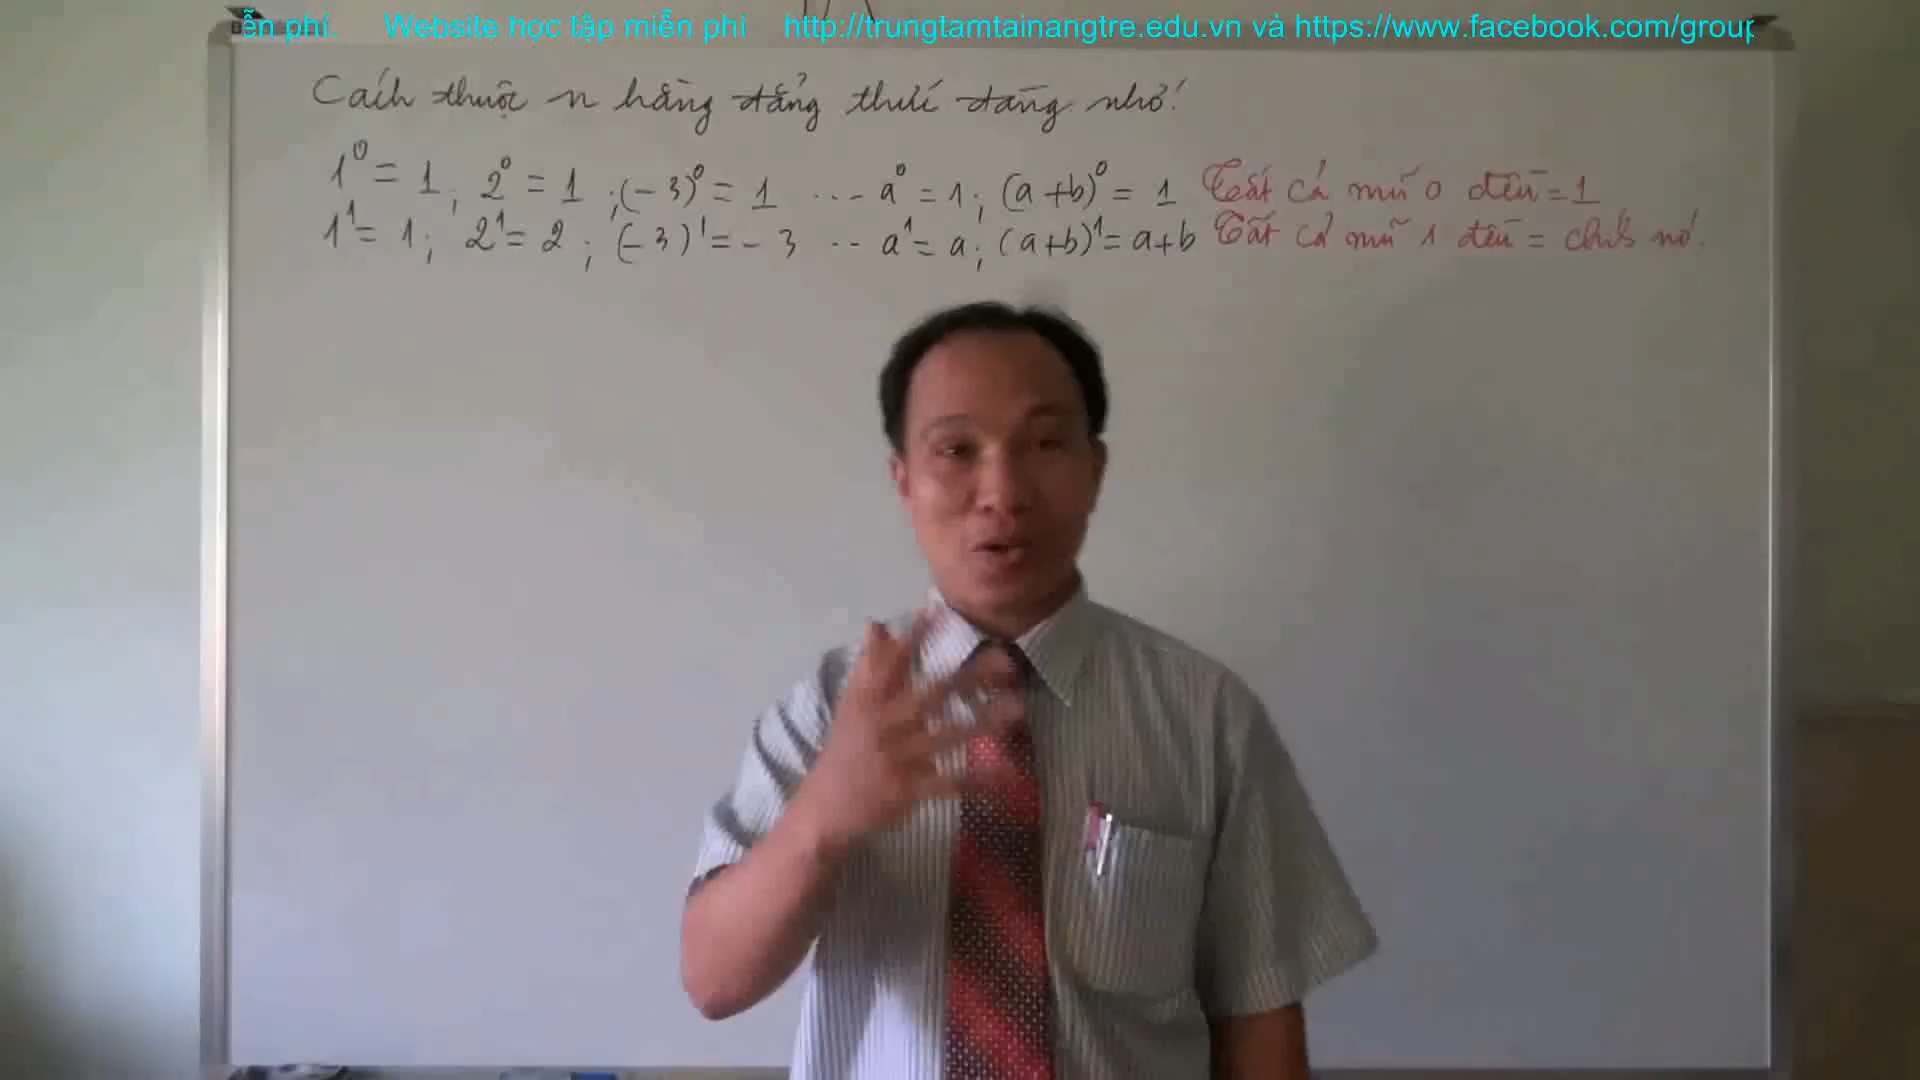 ễn phí. Website học tập miễn phí http://trungtamtainangtre.edu.vn và https://www.facebook.com/group
Cách thuộc n hằng đẳng thức đáng nhớ!
1⁰ = 1; 2⁰ = 1; (-3)⁰ = 1 ... a⁰ = 1; (a+b)⁰ = 1 Tất cả mũ 0 đều = 1
1¹ = 1; 2¹ = 2; (-3)¹ = -3 ... a¹ = a; (a+b)¹ = a+b Tất cả mũ 1 đều = chính nó.